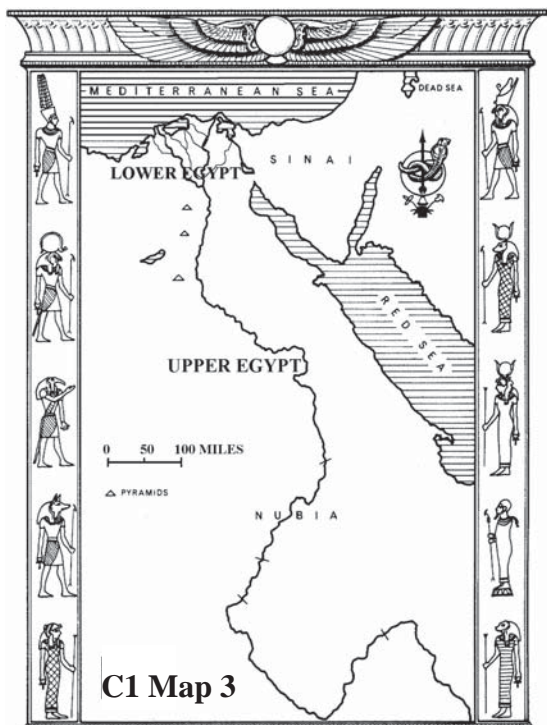 MEDITERRANEAN SEA
DEAD SEA
SINAI
LOWER EGYPT
RED SEA
UPPER EGYPT
0 50 100 MILES
PYRAMIDS
NUBIA
C1 Map 3